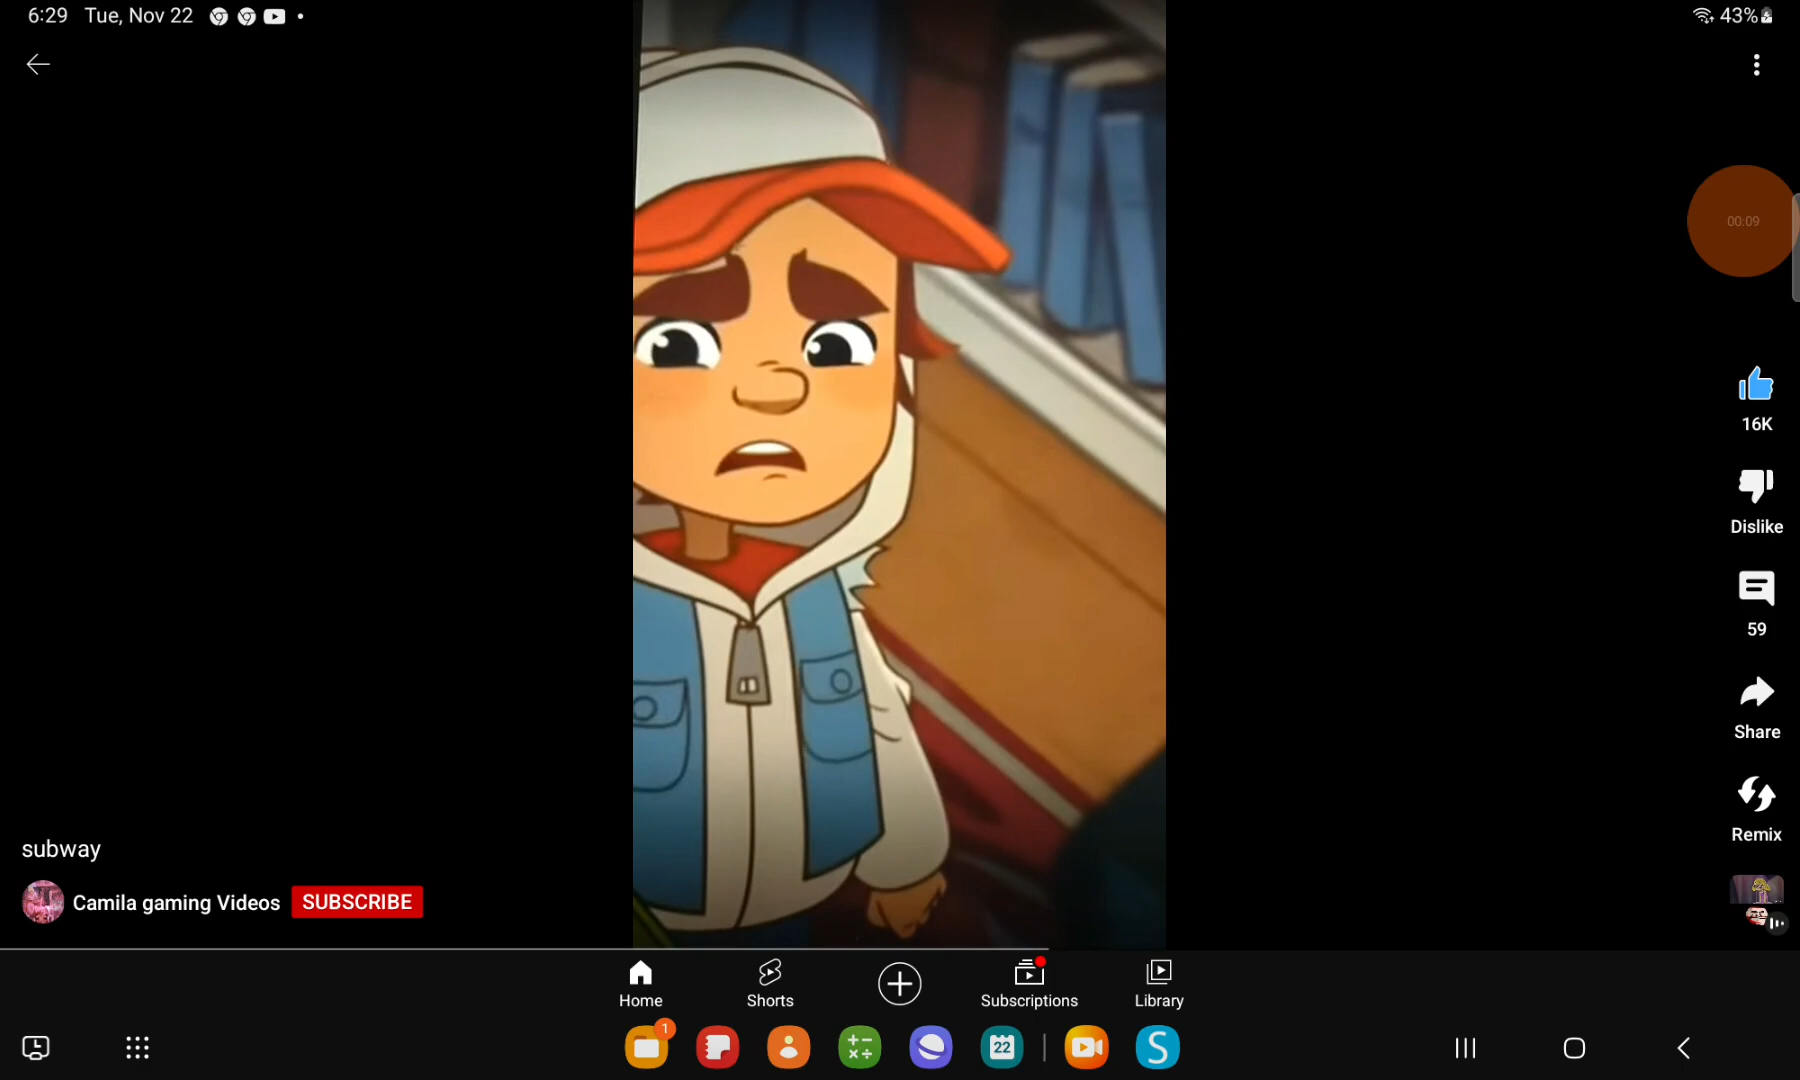 6:29 Tue, Nov 22
43%
00:09
16K
Dislike
59
Share
Remix
subway
Camila gaming Videos SUBSCRIBE
Home
Shorts
Subscriptions
Library
1
22
S